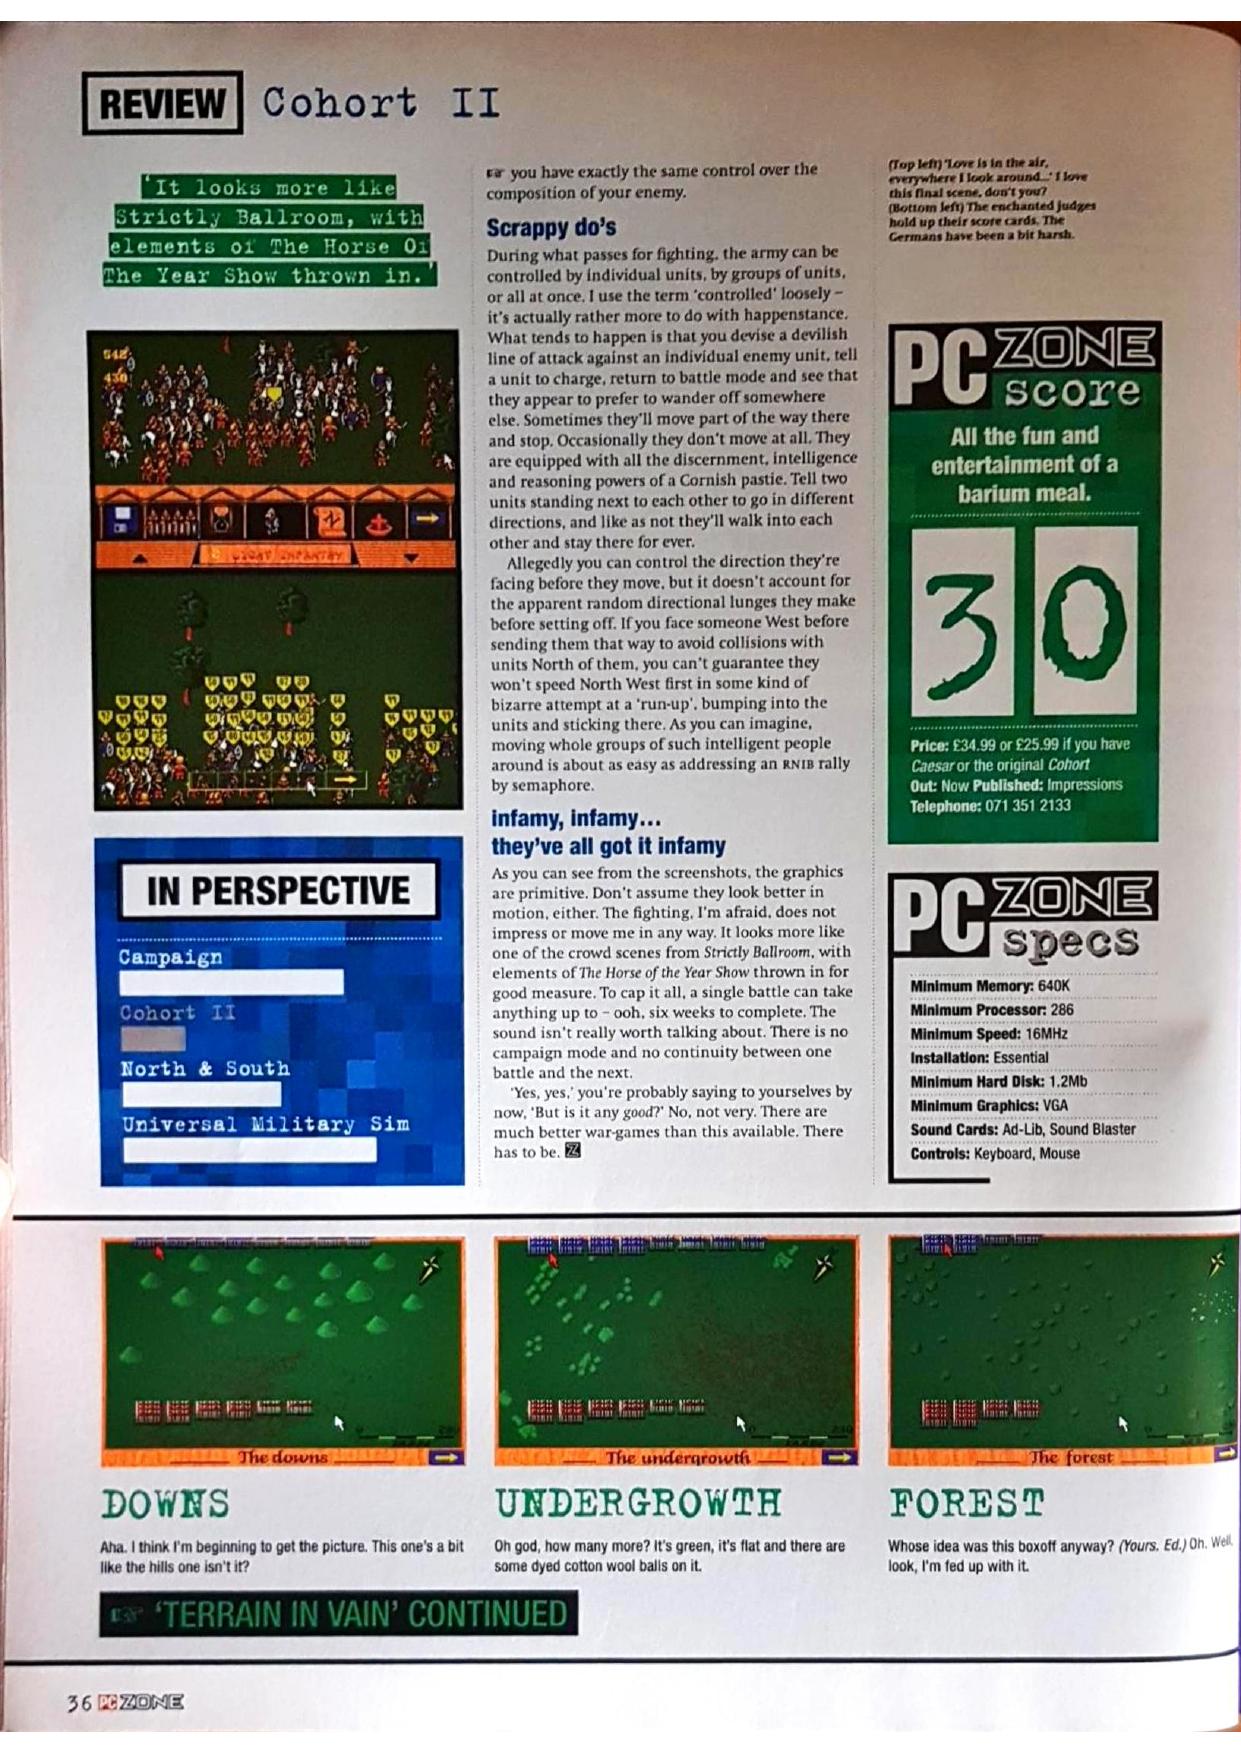 REVIEW Cohort II
'It looks more like
Strictly Ballroom, with
elements of The Horse Of
The Year Show thrown in.'
542
430
LIGHT INFANTRY
IN PERSPECTIVE
Campaign
Cohort II
North & South
Universal Military Sim
☞ you have exactly the same control over the
composition of your enemy.
Scrappy do's
During what passes for fighting, the army can be
controlled by individual units, by groups of units,
or all at once. I use the term 'controlled' loosely –
it's actually rather more to do with happenstance.
What tends to happen is that you devise a devilish
line of attack against an individual enemy unit, tell
a unit to charge, return to battle mode and see that
they appear to prefer to wander off somewhere
else. Sometimes they'll move part of the way there
and stop. Occasionally they don't move at all. They
are equipped with all the discernment, intelligence
and reasoning powers of a Cornish pastie. Tell two
units standing next to each other to go in different
directions, and like as not they'll walk into each
other and stay there for ever.
Allegedly you can control the direction they're
facing before they move, but it doesn't account for
the apparent random directional lunges they make
before setting off. If you face someone West before
sending them that way to avoid collisions with
units North of them, you can't guarantee they
won't speed North West first in some kind of
bizarre attempt at a 'run-up', bumping into the
units and sticking there. As you can imagine,
moving whole groups of such intelligent people
around is about as easy as addressing an RNIB rally
by semaphore.
infamy, infamy...
they've all got it infamy
As you can see from the screenshots, the graphics
are primitive. Don't assume they look better in
motion, either. The fighting, I'm afraid, does not
impress or move me in any way. It looks more like
one of the crowd scenes from Strictly Ballroom, with
elements of The Horse of the Year Show thrown in for
good measure. To cap it all, a single battle can take
anything up to – ooh, six weeks to complete. The
sound isn't really worth talking about. There is no
campaign mode and no continuity between one
battle and the next.
'Yes, yes,' you're probably saying to yourselves by
now, 'But is it any good?' No, not very. There are
much better war-games than this available. There
has to be. Z
(Top left) 'Love is in the air,
everywhere I look around...' I love
this final scene, don't you?
(Bottom left) The enchanted judges
hold up their score cards. The
Germans have been a bit harsh.
PC ZONE
score
All the fun and
entertainment of a
barium meal.
30
Price: £34.99 or £25.99 if you have
Caesar or the original Cohort
Out: Now Published: Impressions
Telephone: 071 351 2133
PC ZONE
specs
Minimum Memory: 640K
Minimum Processor: 286
Minimum Speed: 16MHz
Installation: Essential
Minimum Hard Disk: 1.2Mb
Minimum Graphics: VGA
Sound Cards: Ad-Lib, Sound Blaster
Controls: Keyboard, Mouse
The downs
The undergrowth
The forest
DOWNS
Aha. I think I'm beginning to get the picture. This one's a bit
like the hills one isn't it?
UNDERGROWTH
Oh god, how many more? It's green, it's flat and there are
some dyed cotton wool balls on it.
FOREST
Whose idea was this boxoff anyway? (Yours. Ed.) Oh. Well,
look, I'm fed up with it.
☞ 'TERRAIN IN VAIN' CONTINUED
36 PC ZONE